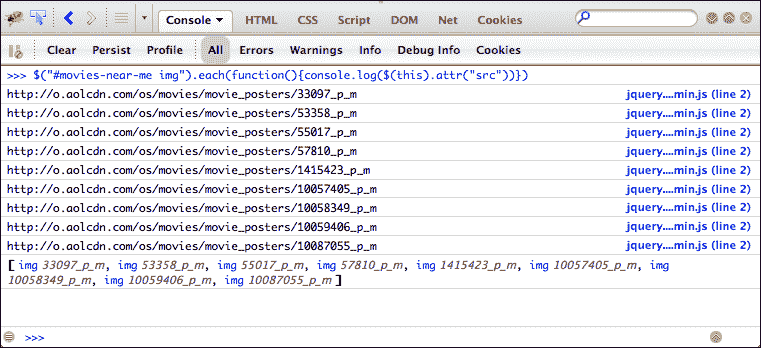 Console HTML CSS Script DOM Net Cookies
Clear Persist Profile All Errors Warnings Info Debug Info Cookies
>>> $("#movies-near-me img").each(function(){console.log($(this).attr("src"))})
http://o.aolcdn.com/os/movies/movie_posters/33097_p_m jquery....min.js (line 2)
http://o.aolcdn.com/os/movies/movie_posters/53358_p_m jquery....min.js (line 2)
http://o.aolcdn.com/os/movies/movie_posters/55017_p_m jquery....min.js (line 2)
http://o.aolcdn.com/os/movies/movie_posters/57810_p_m jquery....min.js (line 2)
http://o.aolcdn.com/os/movies/movie_posters/1415423_p_m jquery....min.js (line 2)
http://o.aolcdn.com/os/movies/movie_posters/10057405_p_m jquery....min.js (line 2)
http://o.aolcdn.com/os/movies/movie_posters/10058349_p_m jquery....min.js (line 2)
http://o.aolcdn.com/os/movies/movie_posters/10059406_p_m jquery....min.js (line 2)
http://o.aolcdn.com/os/movies/movie_posters/10087055_p_m jquery....min.js (line 2)
[ img 33097_p_m, img 53358_p_m, img 55017_p_m, img 57810_p_m, img 1415423_p_m, img 10057405_p_m, img
10058349_p_m, img 10059406_p_m, img 10087055_p_m ]
>>>